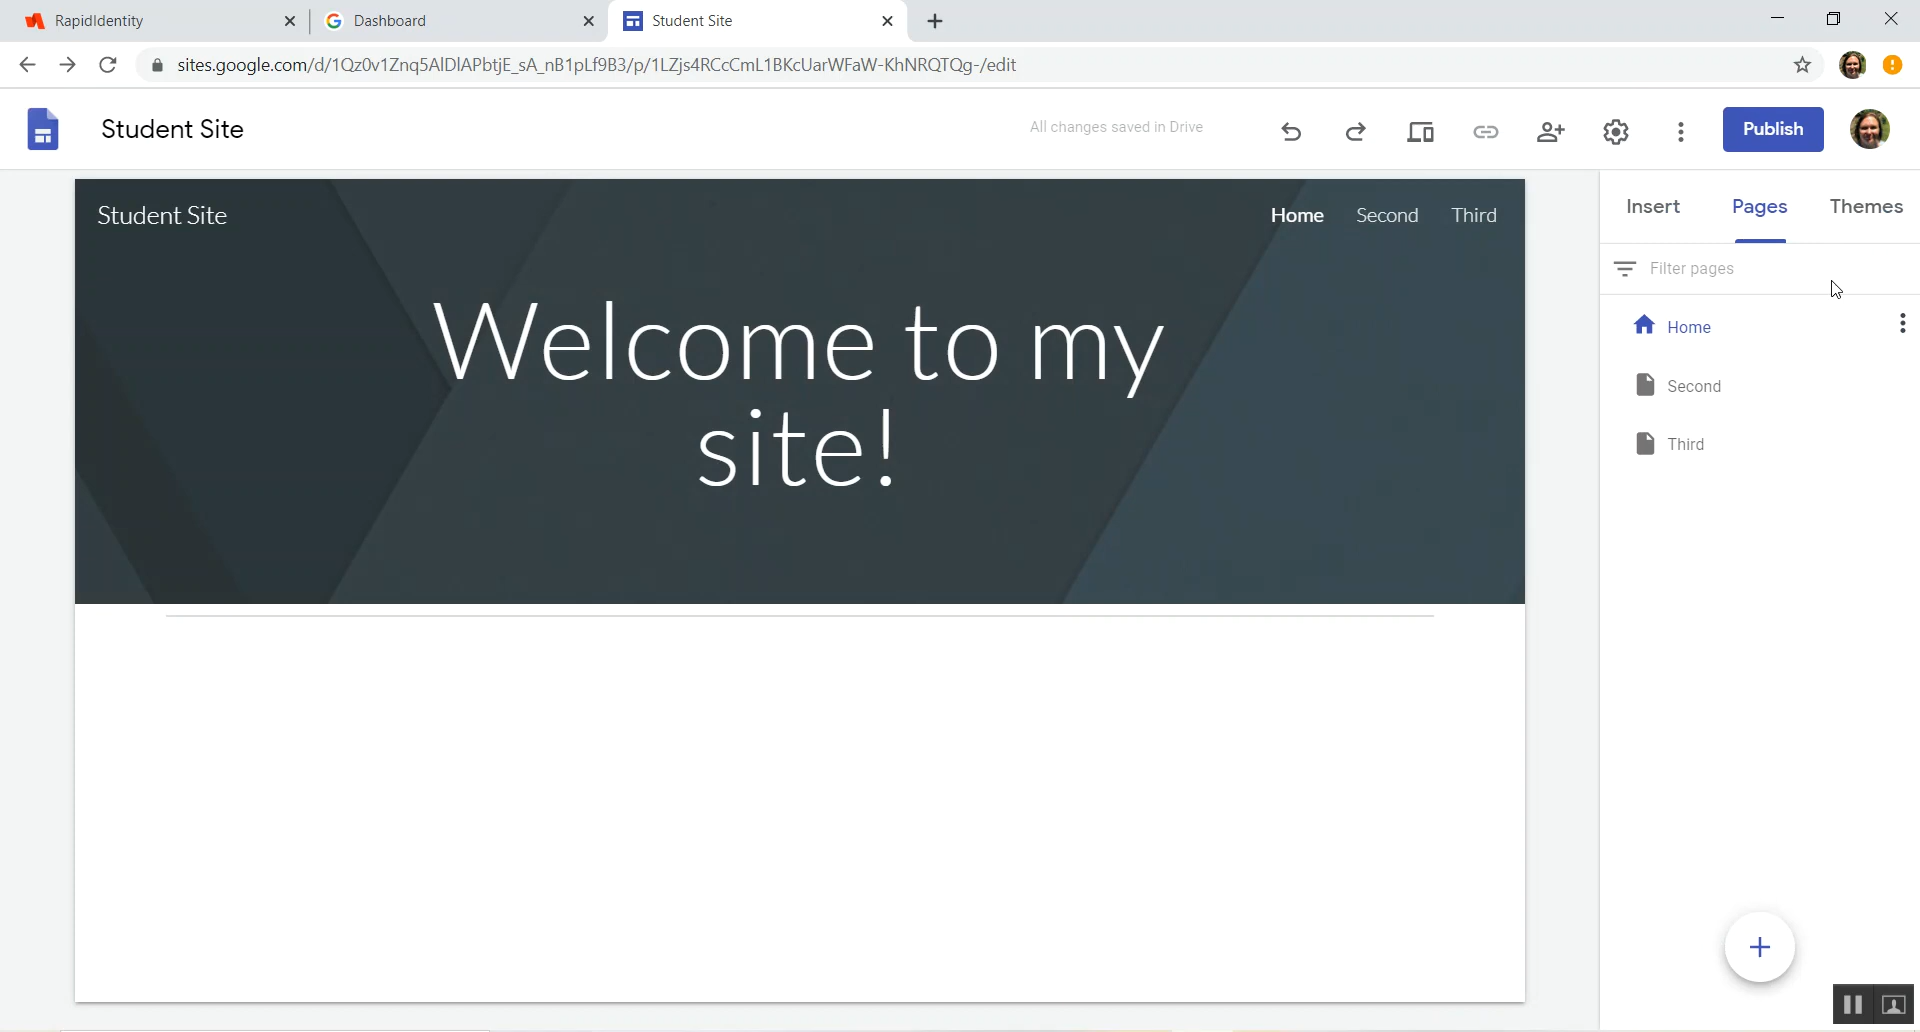 RapidIdentity
Dashboard
Student Site
sites.google.com/d/1Qz0v1Znq5AlDlAPbtjE_sA_nB1pLf9B3/p/1LZjs4RCcCmL1BKcUarWFaW-KhNRQTQg-/edit
Student Site
All changes saved in Drive
Publish
Student Site
Home Second Third
Welcome to my
site!
Insert Pages Themes
Filter pages
Home
Second
Third